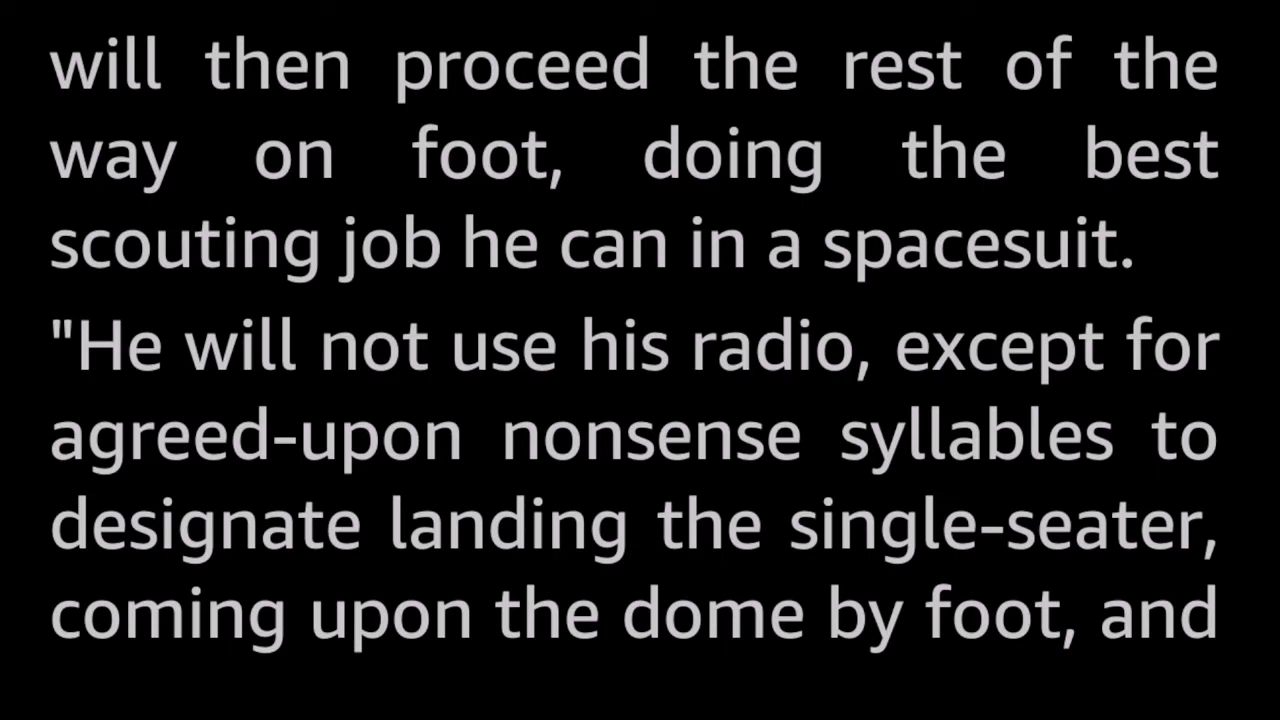 will then proceed the rest of the
way on foot, doing the best
scouting job he can in a spacesuit.
"He will not use his radio, except for
agreed-upon nonsense syllables to
designate landing the single-seater,
coming upon the dome by foot, and